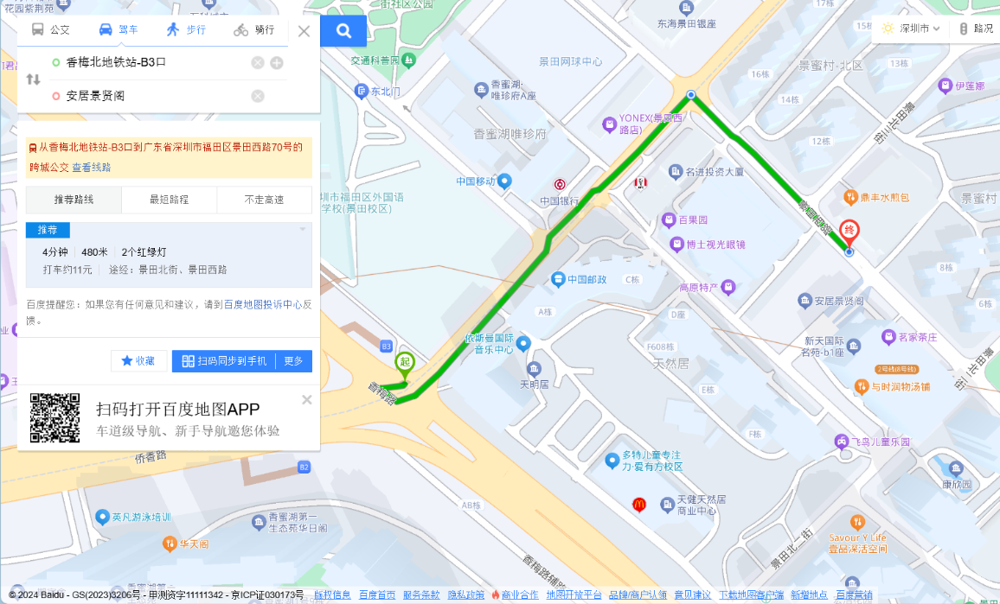 花园紫荆苑
公交
驾车
步行
骑行
香梅北地铁站-B3口
安居景贤阁
从香梅北地铁站-B3口到广东省深圳市福田区景田西路70号的
跨城公交 查看线路
推荐路线
最短路程
不走高速
推荐
4分钟
480米
2个红绿灯
打车约11元
途经：景田北街、景田西路
百度提醒您：如果您有任何意见和建议，请到百度地图投诉中心反
馈。
收藏
扫码同步到手机
更多
扫码打开百度地图APP
车道级导航、新手导航邀您体验
侨香路
英凡游泳培训
华天阁
香蜜湖第一
生态苑华日阁
B2
B3
起
香梅路
街社区公园
交通科普园
东北门
香蜜湖·
唯珍府A座
香蜜湖唯珍府
景田网球中心
东海景田银座
YONEX(景田西
路店)
中国移动
中国银行
圳市福田区外国语
学校(景田校区)
名进投资大厦
百果园
博士视光眼镜
中国邮政
C栋
A栋
高原特产
D座
依斯曼国际
音乐中心
F608栋
天然居
天明居
E栋
F栋
多特儿童专注
力·爱有方校区
天健天然居
商业中心
AB栋
香梅路辅路
17栋
深圳市
路况
景蜜村-北区
13栋
16栋
14栋
12栋
伊莲娜
景田北三街
鼎丰水煎包
景蜜村
终
8栋
6栋
安居景贤阁
新天国际
名苑-b1座
茗家茶庄
2号线(8号线)
与时润物汤铺
飞鸟儿童乐园
康欣园
Savour Y Life
壹品深活空间
景田北一街
© 2024 Baidu - GS(2023)3206号 - 甲测资字11111342 - 京ICP证030173号 版权信息 百度首页 服务条款 隐私政策 商业合作 地图开放平台 品牌/商户认领 意见建议 下载地图客户端 新增地点 百度营销